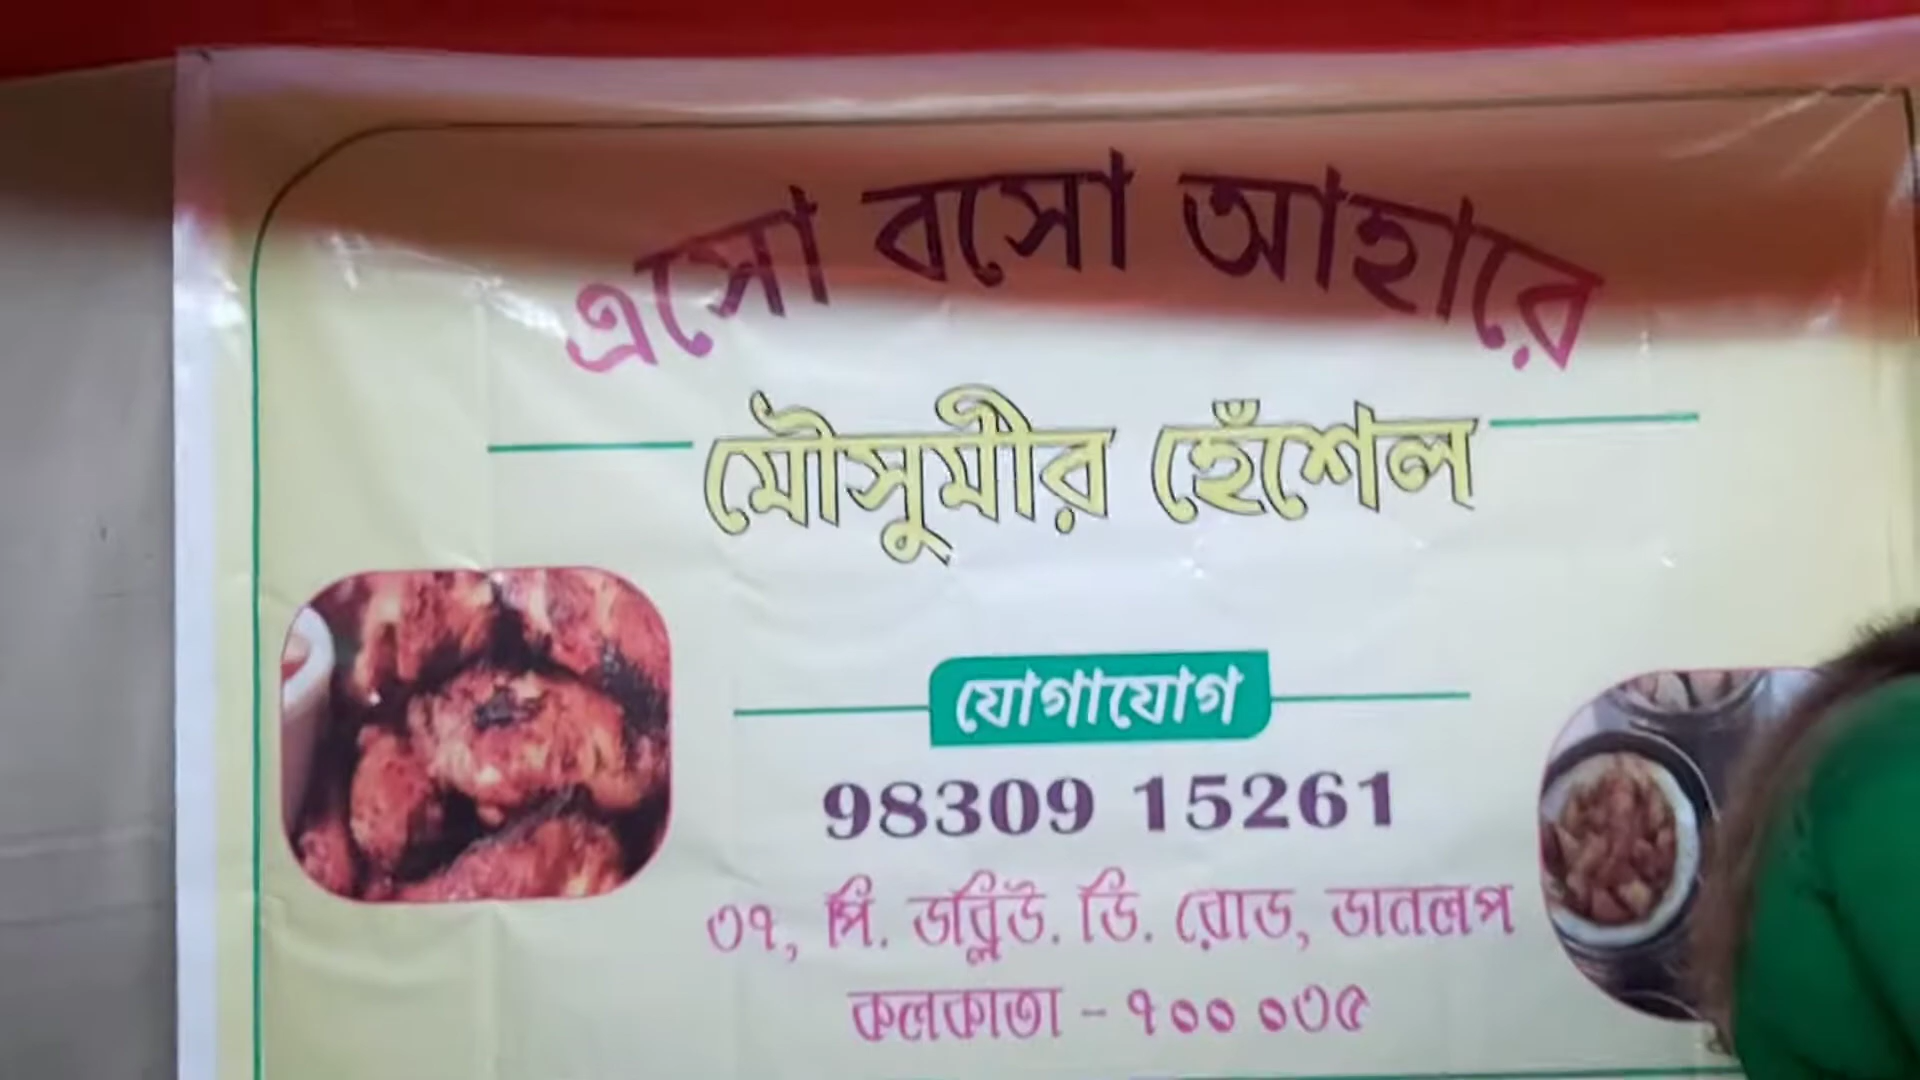 এসো বসো আহারে
মৌসুমীর হেঁশেল
যোগাযোগ
98309 15261
৩৭, পি. ডব্লিউ. ডি. রোড, ডানলপ
কলকাতা - ৭০০ ০৩৫